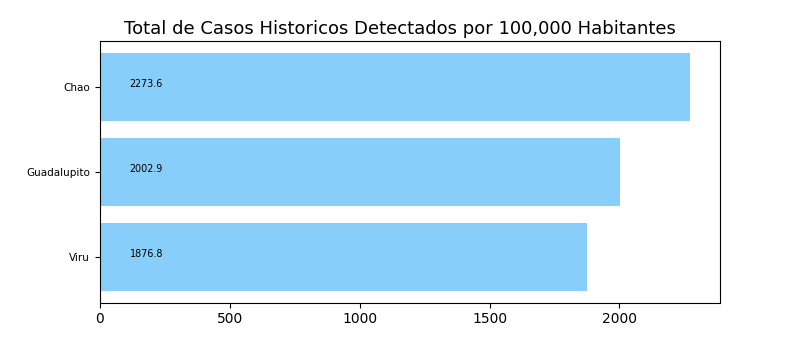 Total de Casos Historicos Detectados por 100,000 Habitantes
Chao
2273.6
Guadalupito
2002.9
Viru
1876.8
0 500 1000 1500 2000